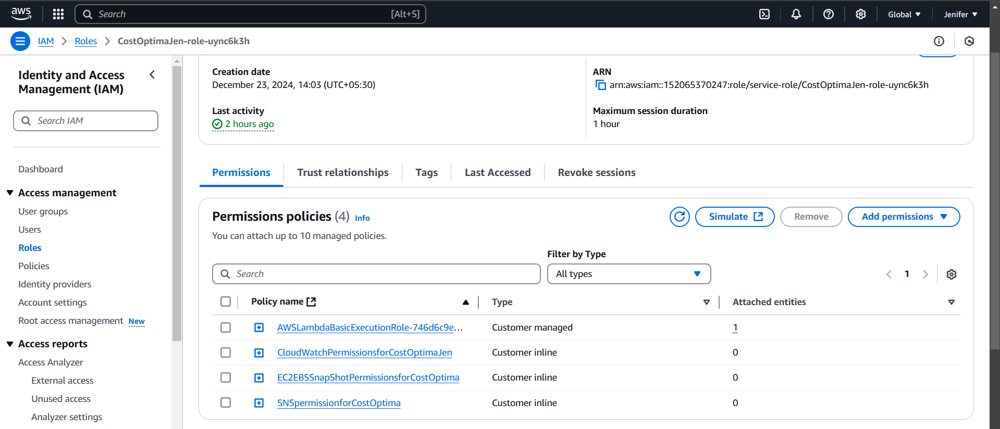 aws
Search [Alt+S]
Global
Jenifer
IAM
Roles
CostOptimaJen-role-uync6k3h
Identity and Access
Management (IAM)
Search IAM
Dashboard
Access management
User groups
Users
Roles
Policies
Identity providers
Account settings
Root access management New
Access reports
Access Analyzer
External access
Unused access
Analyzer settings
Creation date
December 23, 2024, 14:03 (UTC+05:30)
Last activity
2 hours ago
ARN
arn:aws:iam::152065370247:role/service-role/CostOptimaJen-role-uync6k3h
Maximum session duration
1 hour
Permissions
Trust relationships
Tags
Last Accessed
Revoke sessions
Permissions policies (4) Info
You can attach up to 10 managed policies.
Simulate
Remove
Add permissions
Search
Filter by Type
All types
1
Policy name Type Attached entities
AWSLambdaBasicExecutionRole-746d6c9e... Customer managed 1
CloudWatchPermissionsforCostOptimaJen Customer inline 0
EC2EBSSnapShotPermissionsforCostOptima Customer inline 0
SNSpermissionforCostOptima Customer inline 0